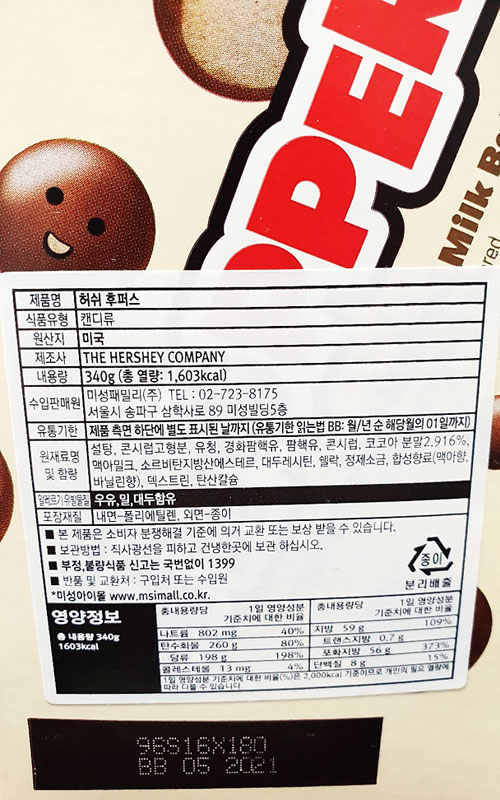 PPER
Milk Ba
red
제품명 허쉬 후퍼스
식품유형 캔디류
원산지 미국
제조사 THE HERSHEY COMPANY
내용량 340g (총 열량: 1,603kcal)
수입판매원 미성패밀리(주) TEL : 02-723-8175
서울시 송파구 삼학사로 89 미성빌딩5층
유통기한 제품 측면 하단에 별도 표시된 날까지 (유통기한 읽는법 BB: 월/년 순 해당월의 01일까지)
원재료명 및 함량 설탕, 콘시럽고형분, 유청, 경화팜핵유, 팜핵유, 콘시럽, 코코아 분말2.916%,
맥아밀크, 소르비탄지방산에스테르, 대두레시틴, 쉘락, 정제소금, 합성향료(맥아향,
바닐린향), 덱스트린, 탄산칼슘
알레르기유발물질 우유,밀,대두함유
포장재질 내면-폴리에틸렌, 외면-종이
■ 본 제품은 소비자 분쟁해결 기준에 의거 교환 또는 보상 받을 수 있습니다.
■ 보관방법 : 직사광선을 피하고 건냉한곳에 보관 하십시오.
■ 부정,불량식품 신고는 국번없이 1399
■ 반품 및 교환처 : 구입처 또는 수입원
*미성아이몰 www.msimall.co.kr.
종이
분리배출
영양정보
총 내용량 340g
1603kcal
총내용량당 1일 영양성분 기준치에 대한 비율
나트륨 802 mg 40%
탄수화물 260 g 80%
당류 198 g 198%
콜레스테롤 13 mg 4%
총내용량당 1일 영양성분 기준치에 대한 비율
지방 59 g 109%
트랜스지방 0.7 g
포화지방 56 g 373%
단백질 8 g 15%
1일 영양성분 기준치에 대한 비율(%)은 2,000kcal 기준이므로 개인의 필요 열량에
따라 다를 수 있습니다.
96S16X180
BB 05 2021